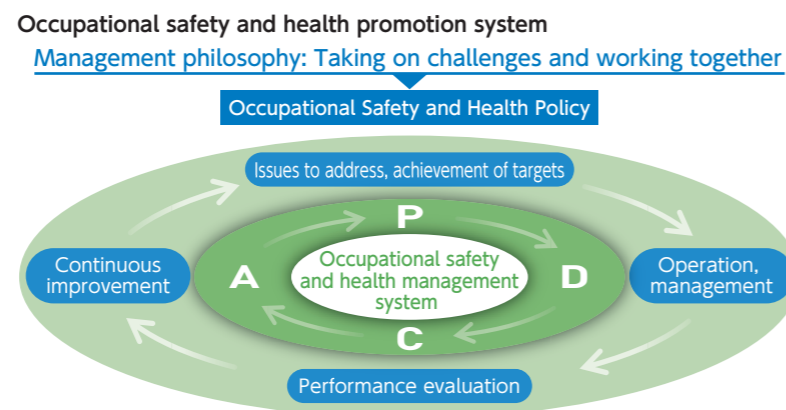 Occupational safety and health promotion system
Management philosophy: Taking on challenges and working together
Occupational Safety and Health Policy
Issues to address, achievement of targets
P
Continuous
improvement
A
Occupational safety
and health management
system
D
Operation,
management
C
Performance evaluation